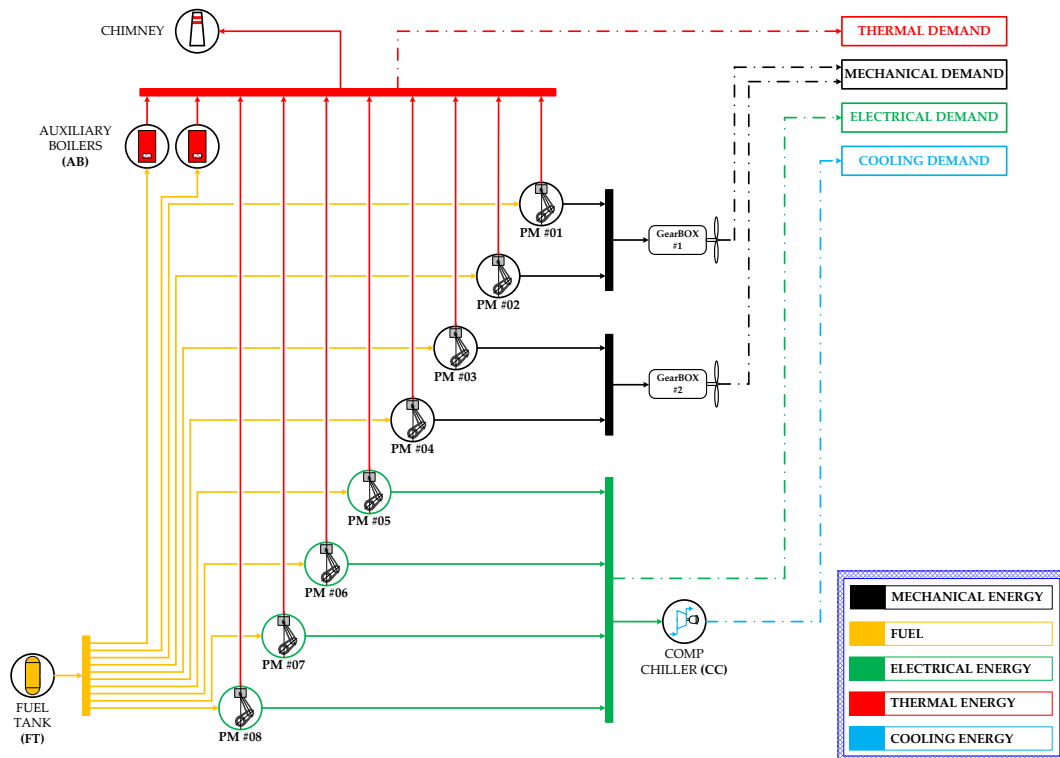 CHIMNEY
THERMAL DEMAND
MECHANICAL DEMAND
ELECTRICAL DEMAND
COOLING DEMAND
AUXILIARY
BOILERS
(AB)
PM #01
GearBOX
#1
PM #02
PM #03
GearBOX
#2
PM #04
PM #05
PM #06
PM #07
PM #08
COMP
CHILLER (CC)
FUEL
TANK
(FT)
MECHANICAL ENERGY
FUEL
ELECTRICAL ENERGY
THERMAL ENERGY
COOLING ENERGY